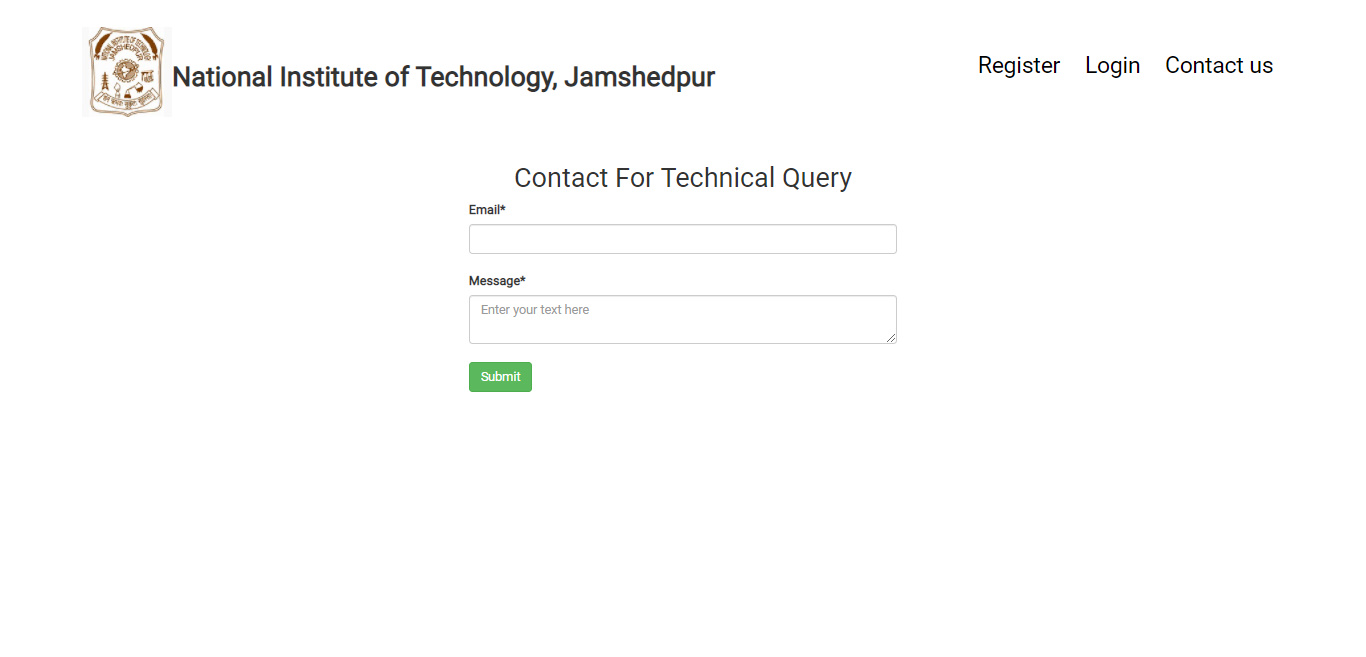 National Institute of Technology, Jamshedpur
Register Login Contact us
Contact For Technical Query
Email*
Message*
Enter your text here
Submit